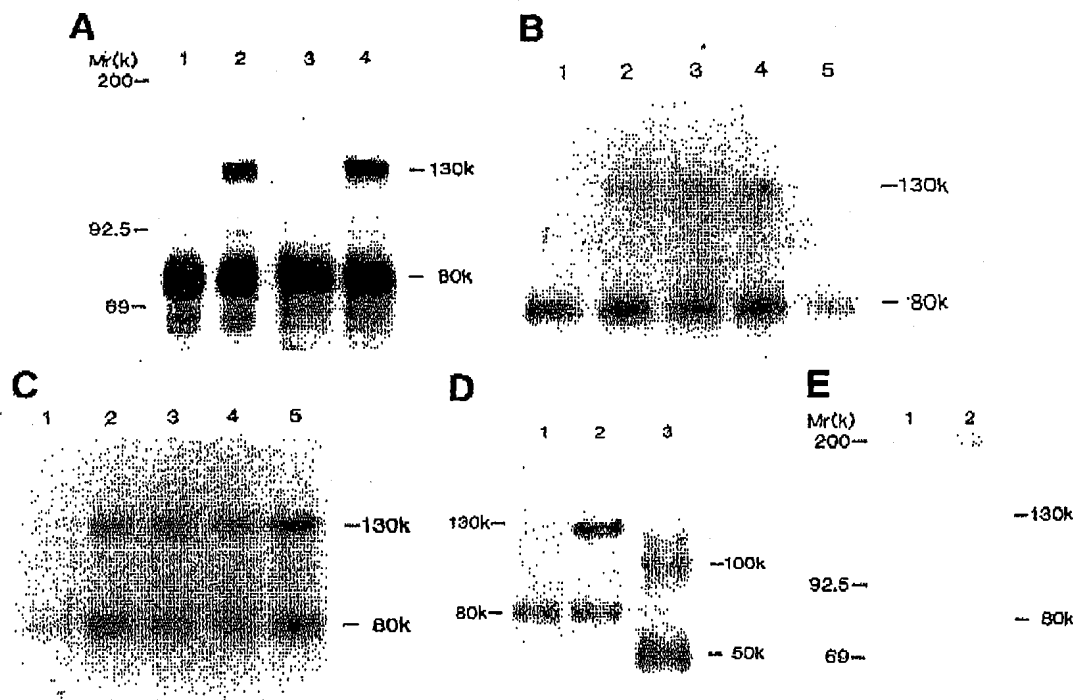 A
Mr(k) 1 2 3 4
200—
—130k
92.5—
— 80k
69—
B
1 2 3 4 5
—130k
— 80k
C
1 2 3 4 5
—130k
— 80k
D
1 2 3
130k—
—100k
80k—
— 50k
E
Mr(k) 1 2
200—
—130k
92.5—
— 80k
69—